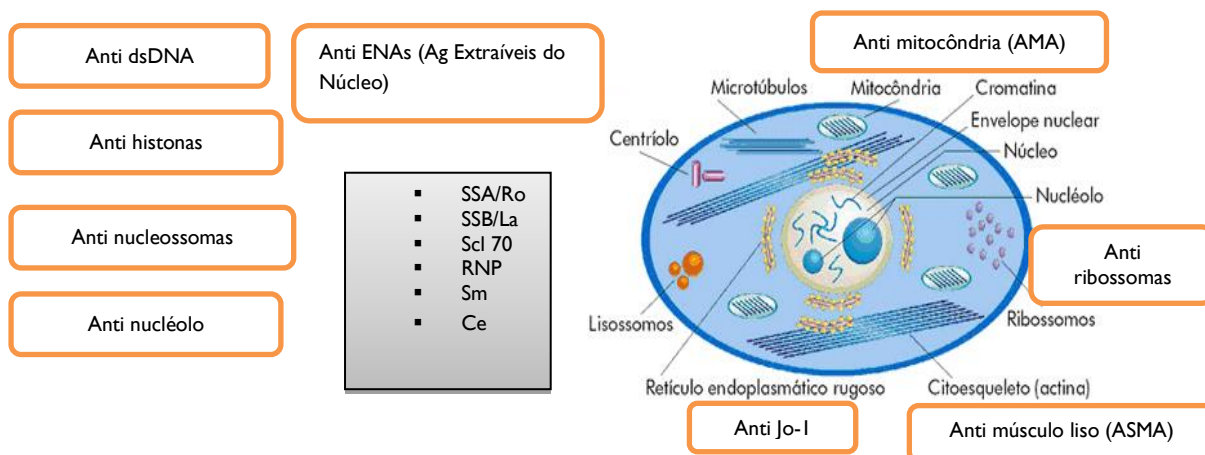 Anti dsDNA
Anti histonas
Anti nucleossomas
Anti nucléolo
Anti ENAs (Ag Extraíveis do
Núcleo)
SSA/Ro
SSB/La
Scl 70
RNP
Sm
Ce
Anti mitocôndria (AMA)
Microtúbulos
Mitocôndria
Cromatina
Envelope nuclear
Centríolo
Núcleo
Nucléolo
Anti
ribossomas
Lisossomos
Ribossomos
Retículo endoplasmático rugoso
Citoesqueleto (actina)
Anti Jo-1
Anti músculo liso (ASMA)